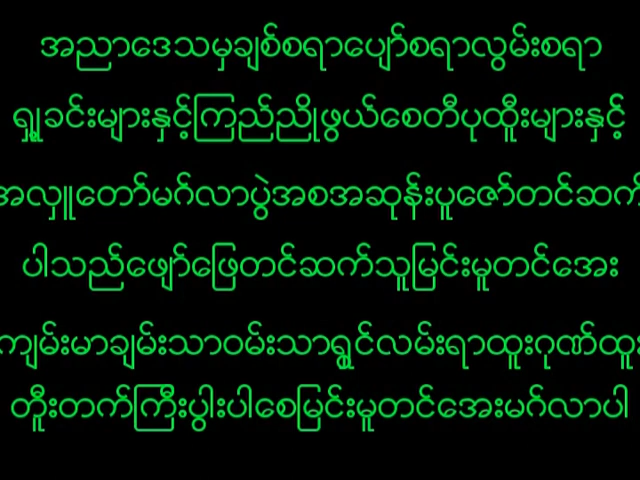 အညာဒေသမှချစ်စရာပျော်စရာလွမ်းစရာ
ရှု့ခင်းများနှင့်ကြည်ညိုဖွယ်စေတီပုထိူးများနှင့်
အလှူတော်မဂ်လာပွဲအစအဆုန်းပူဇော်တင်ဆက်
ပါသည်ဖျော်ဖြေတင်ဆက်သူမြင်းမူတင်အေး
ကျမ်းမာချမ်းသာဝမ်းသာရွှင်လမ်းရာထူးဂုဏ်ထူး
တိူးတက်ကြီးပွါးပါစေမြင်းမူတင်အေးမဂ်လာပါ